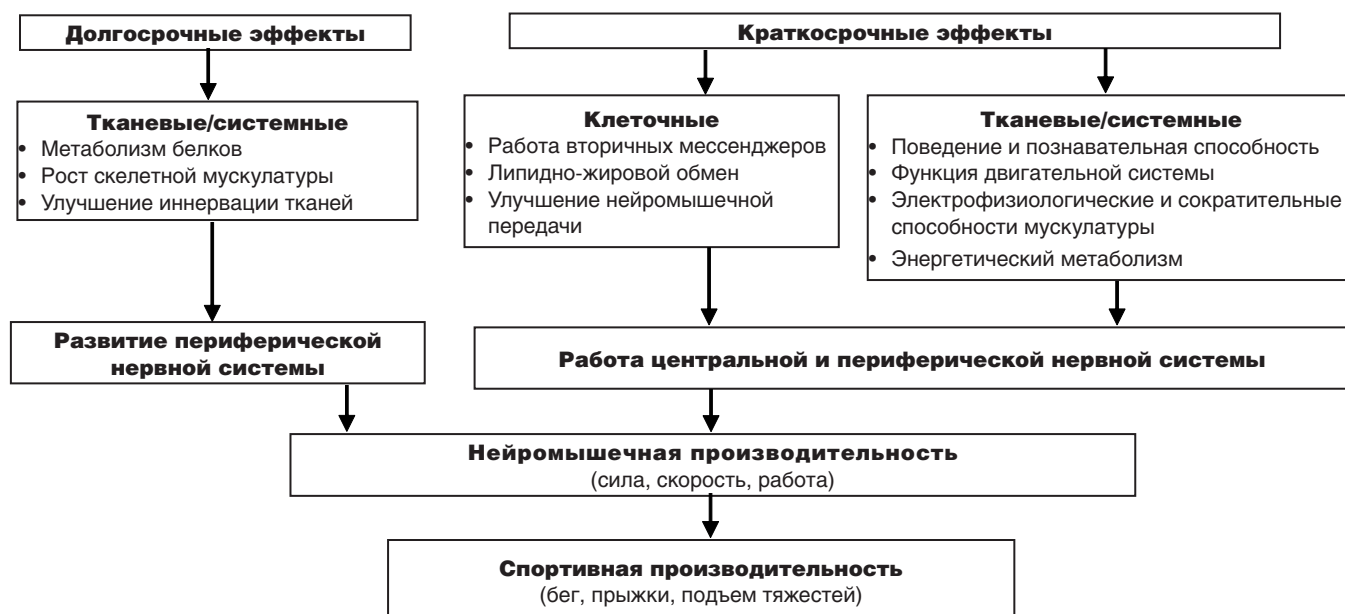 Долгосрочные эффекты
Краткосрочные эффекты
Тканевые/системные
• Метаболизм белков
• Рост скелетной мускулатуры
• Улучшение иннервации тканей
Клеточные
• Работа вторичных мессенджеров
• Липидно-жировой обмен
• Улучшение нейромышечной
передачи
Тканевые/системные
• Поведение и познавательная способность
• Функция двигательной системы
• Электрофизиологические и сократительные
способности мускулатуры
• Энергетический метаболизм
Развитие периферической
нервной системы
Работа центральной и периферической нервной системы
Нейромышечная производительность
(сила, скорость, работа)
Спортивная производительность
(бег, прыжки, подъем тяжестей)